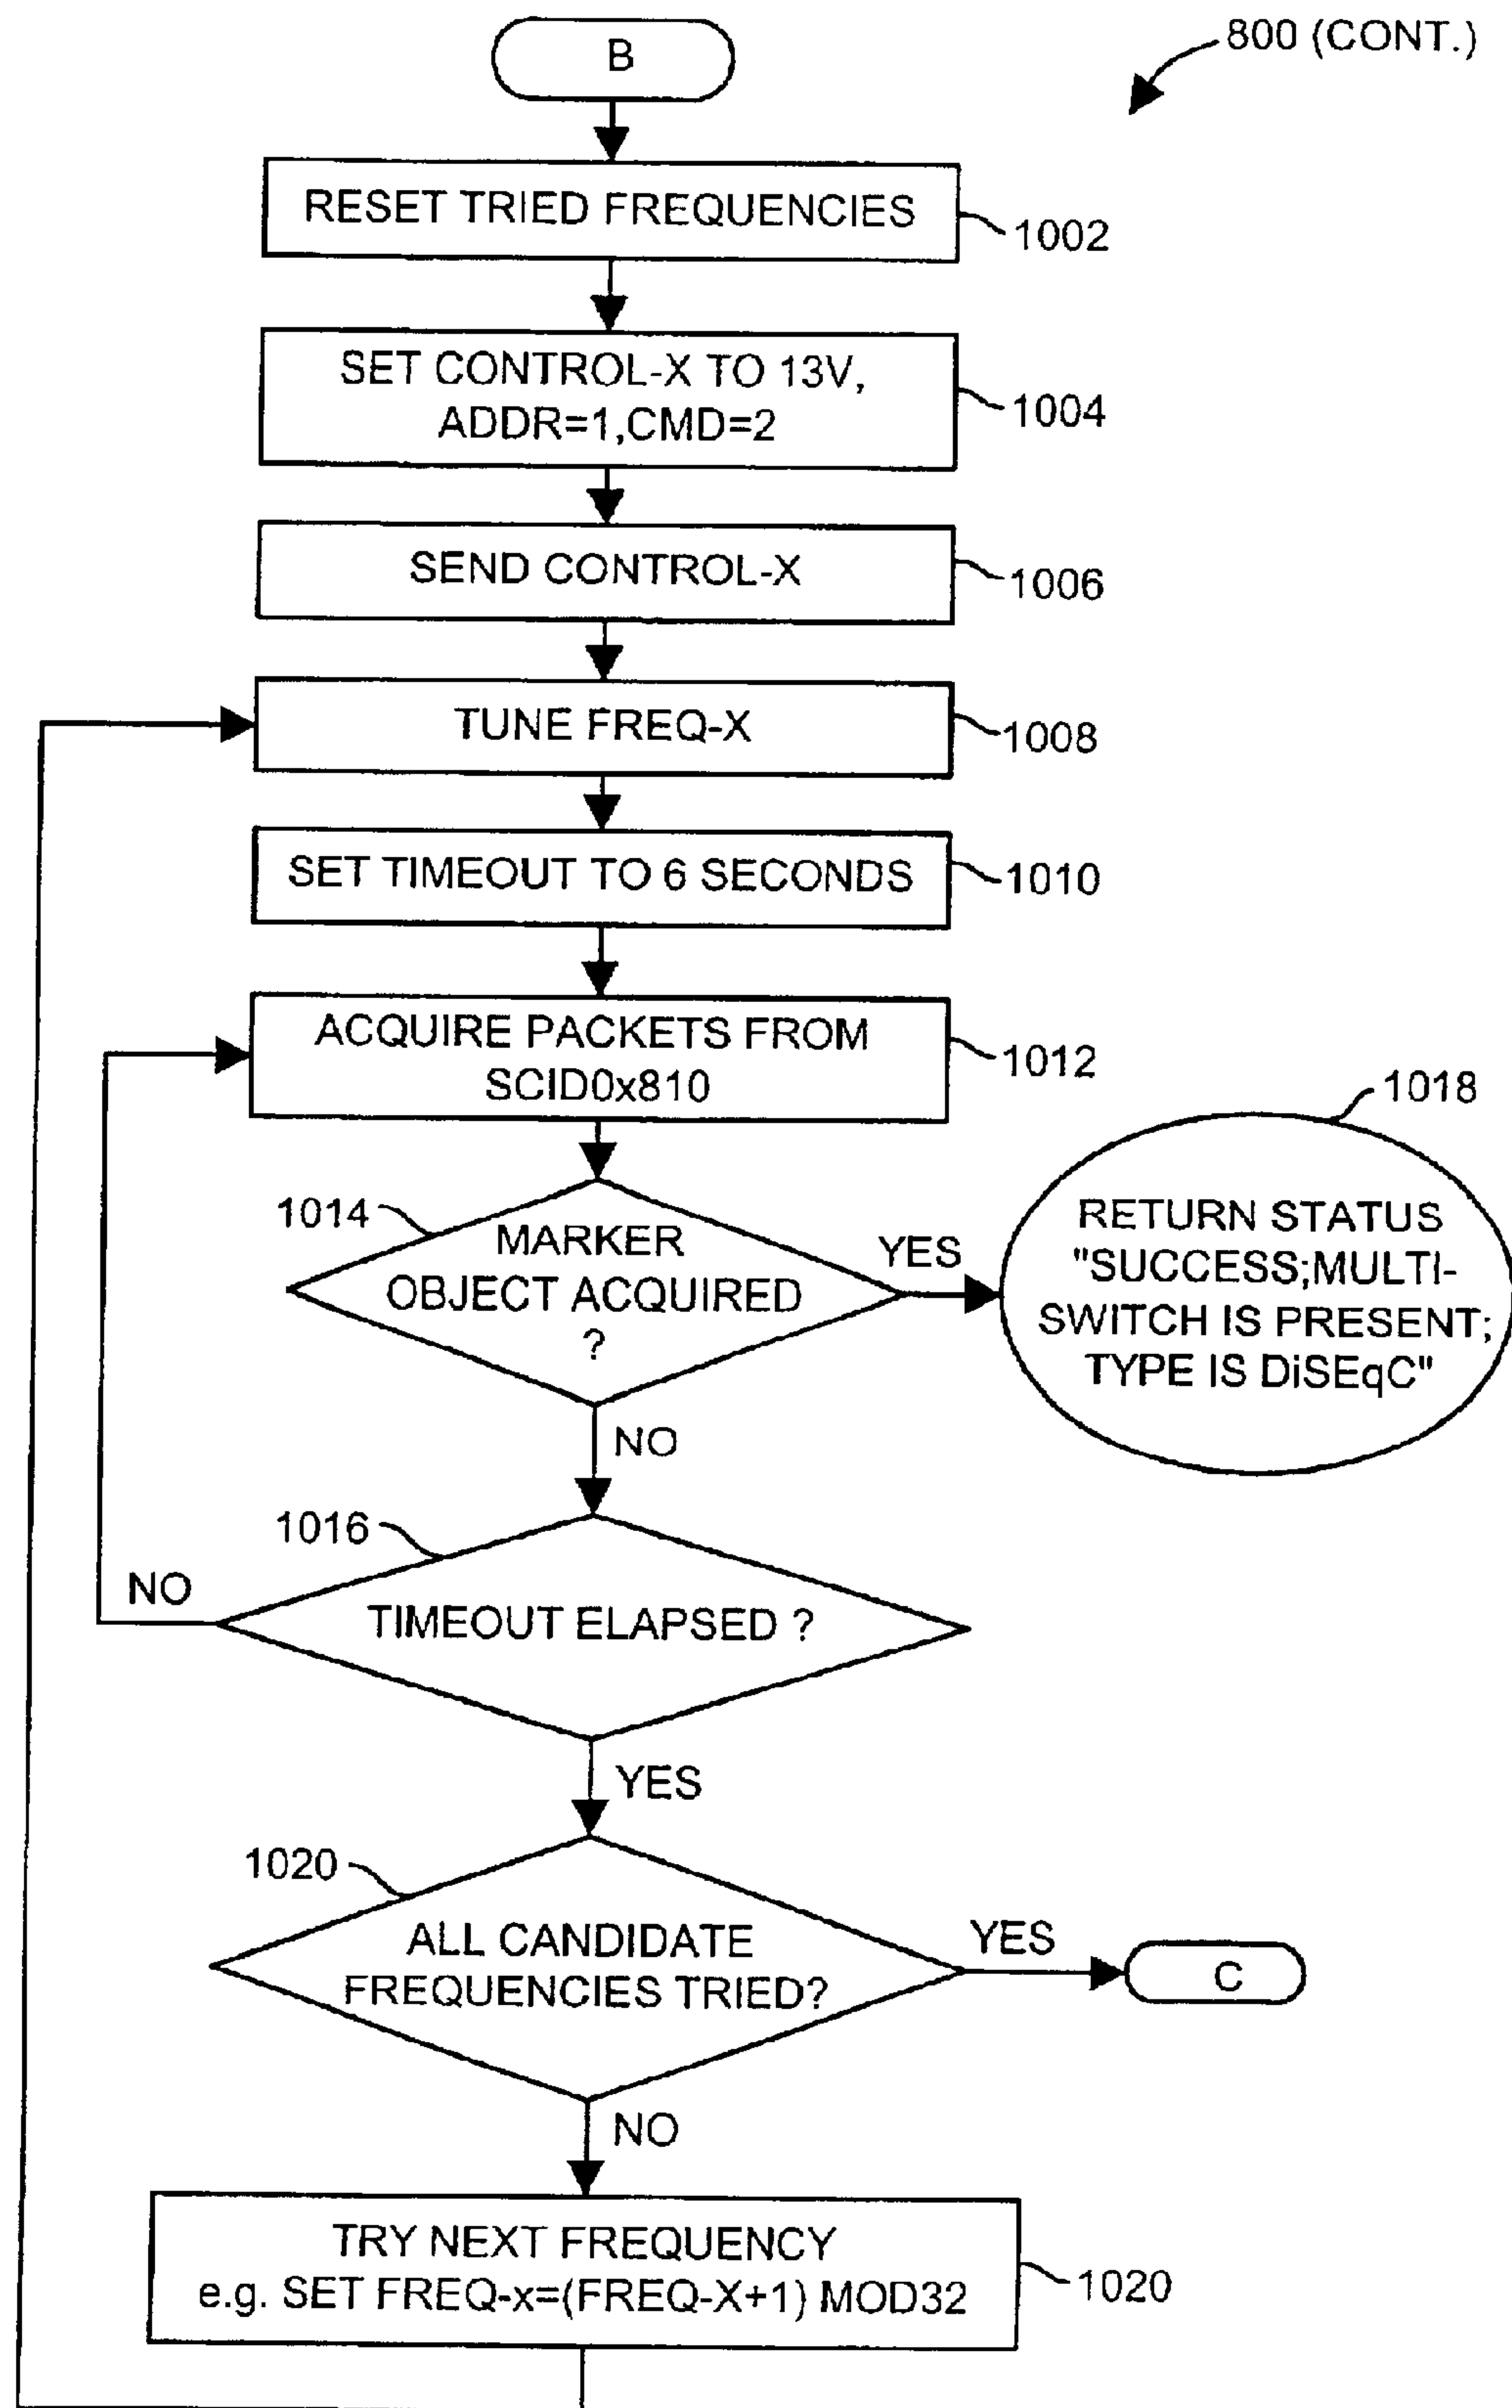 800 (CONT.)
B
RESET TRIED FREQUENCIES
1002
SET CONTROL-X TO 13V,
ADDR=1,CMD=2
1004
SEND CONTROL-X
1006
TUNE FREQ-X
1008
SET TIMEOUT TO 6 SECONDS
1010
ACQUIRE PACKETS FROM
SCID0x810
1012
1014
MARKER
OBJECT ACQUIRED
?
YES
1018
RETURN STATUS
"SUCCESS;MULTI-
SWITCH IS PRESENT;
TYPE IS DiSEqC"
NO
1016
NO
TIMEOUT ELAPSED ?
YES
1020
ALL CANDIDATE
FREQUENCIES TRIED?
YES
C
NO
TRY NEXT FREQUENCY
e.g. SET FREQ-x=(FREQ-X+1) MOD32
1020